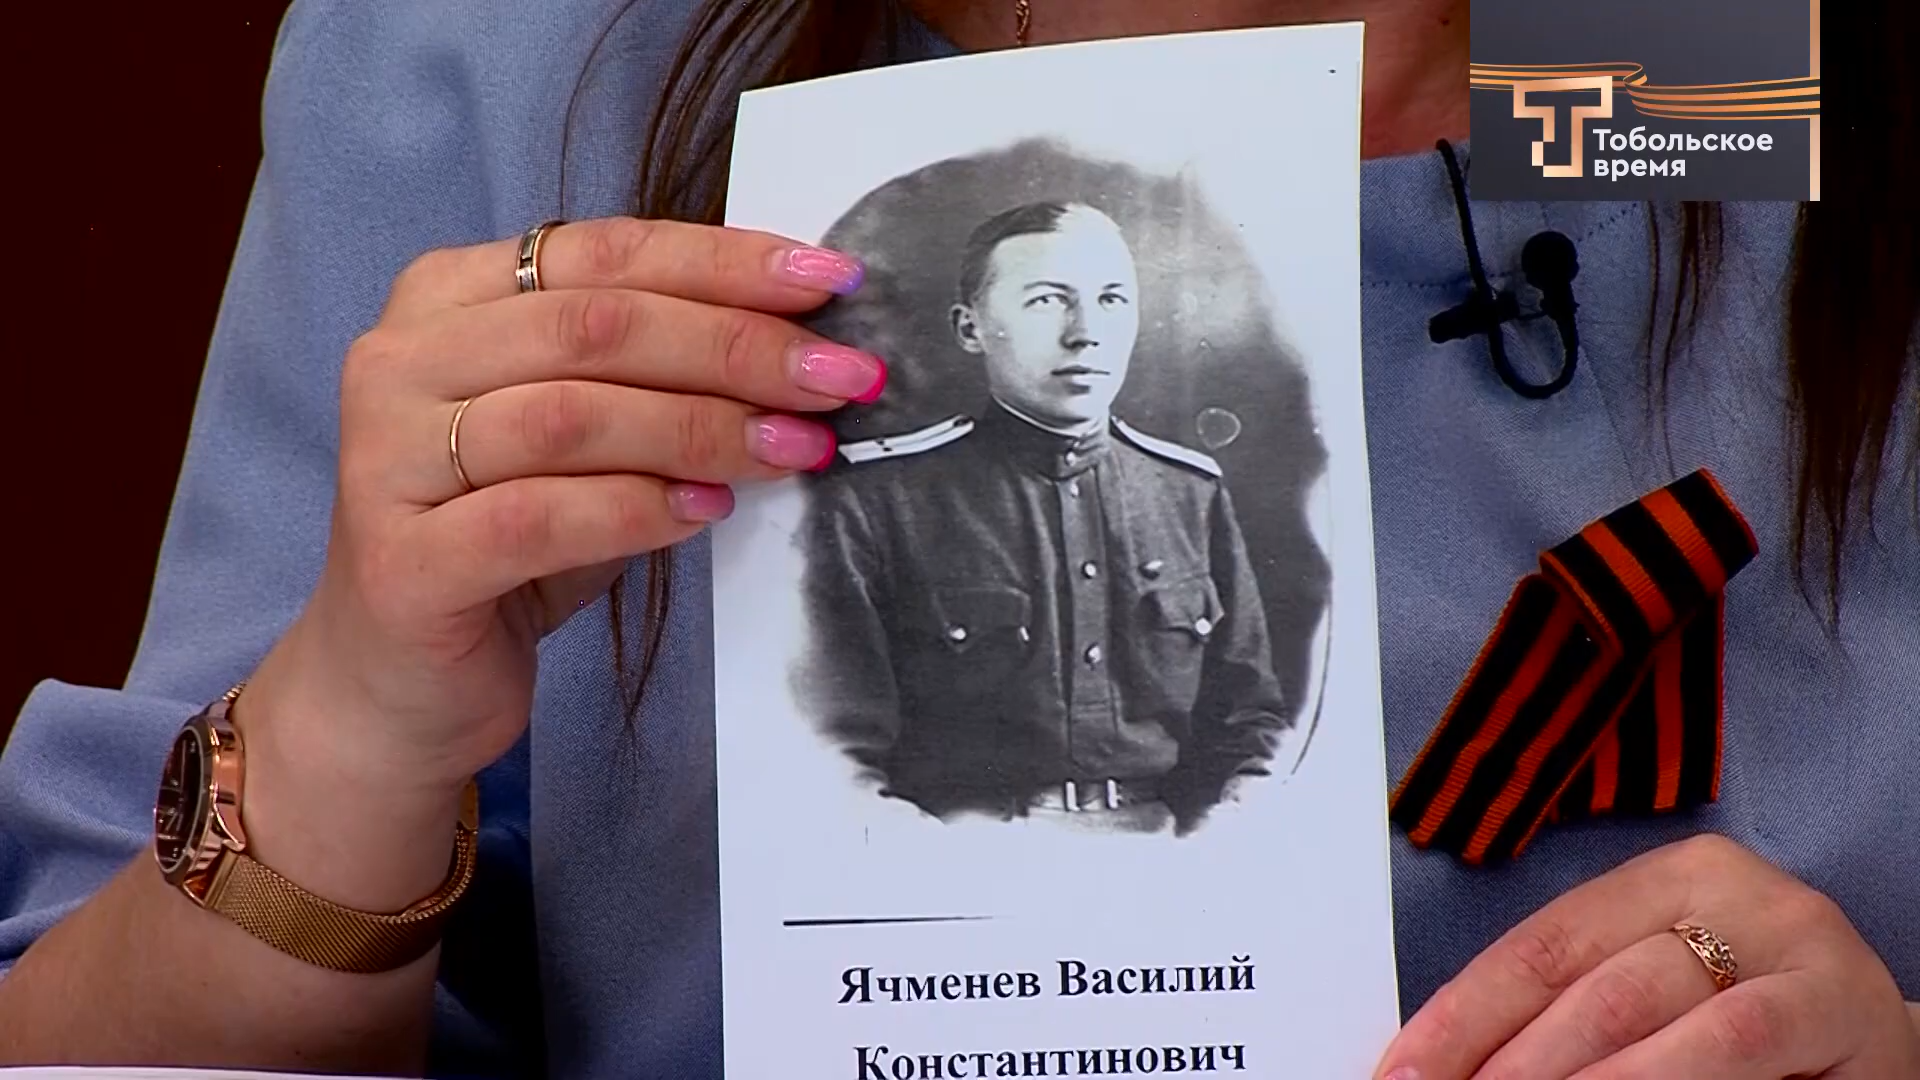 Тобольское
время
Ячменев Василий
Константинович